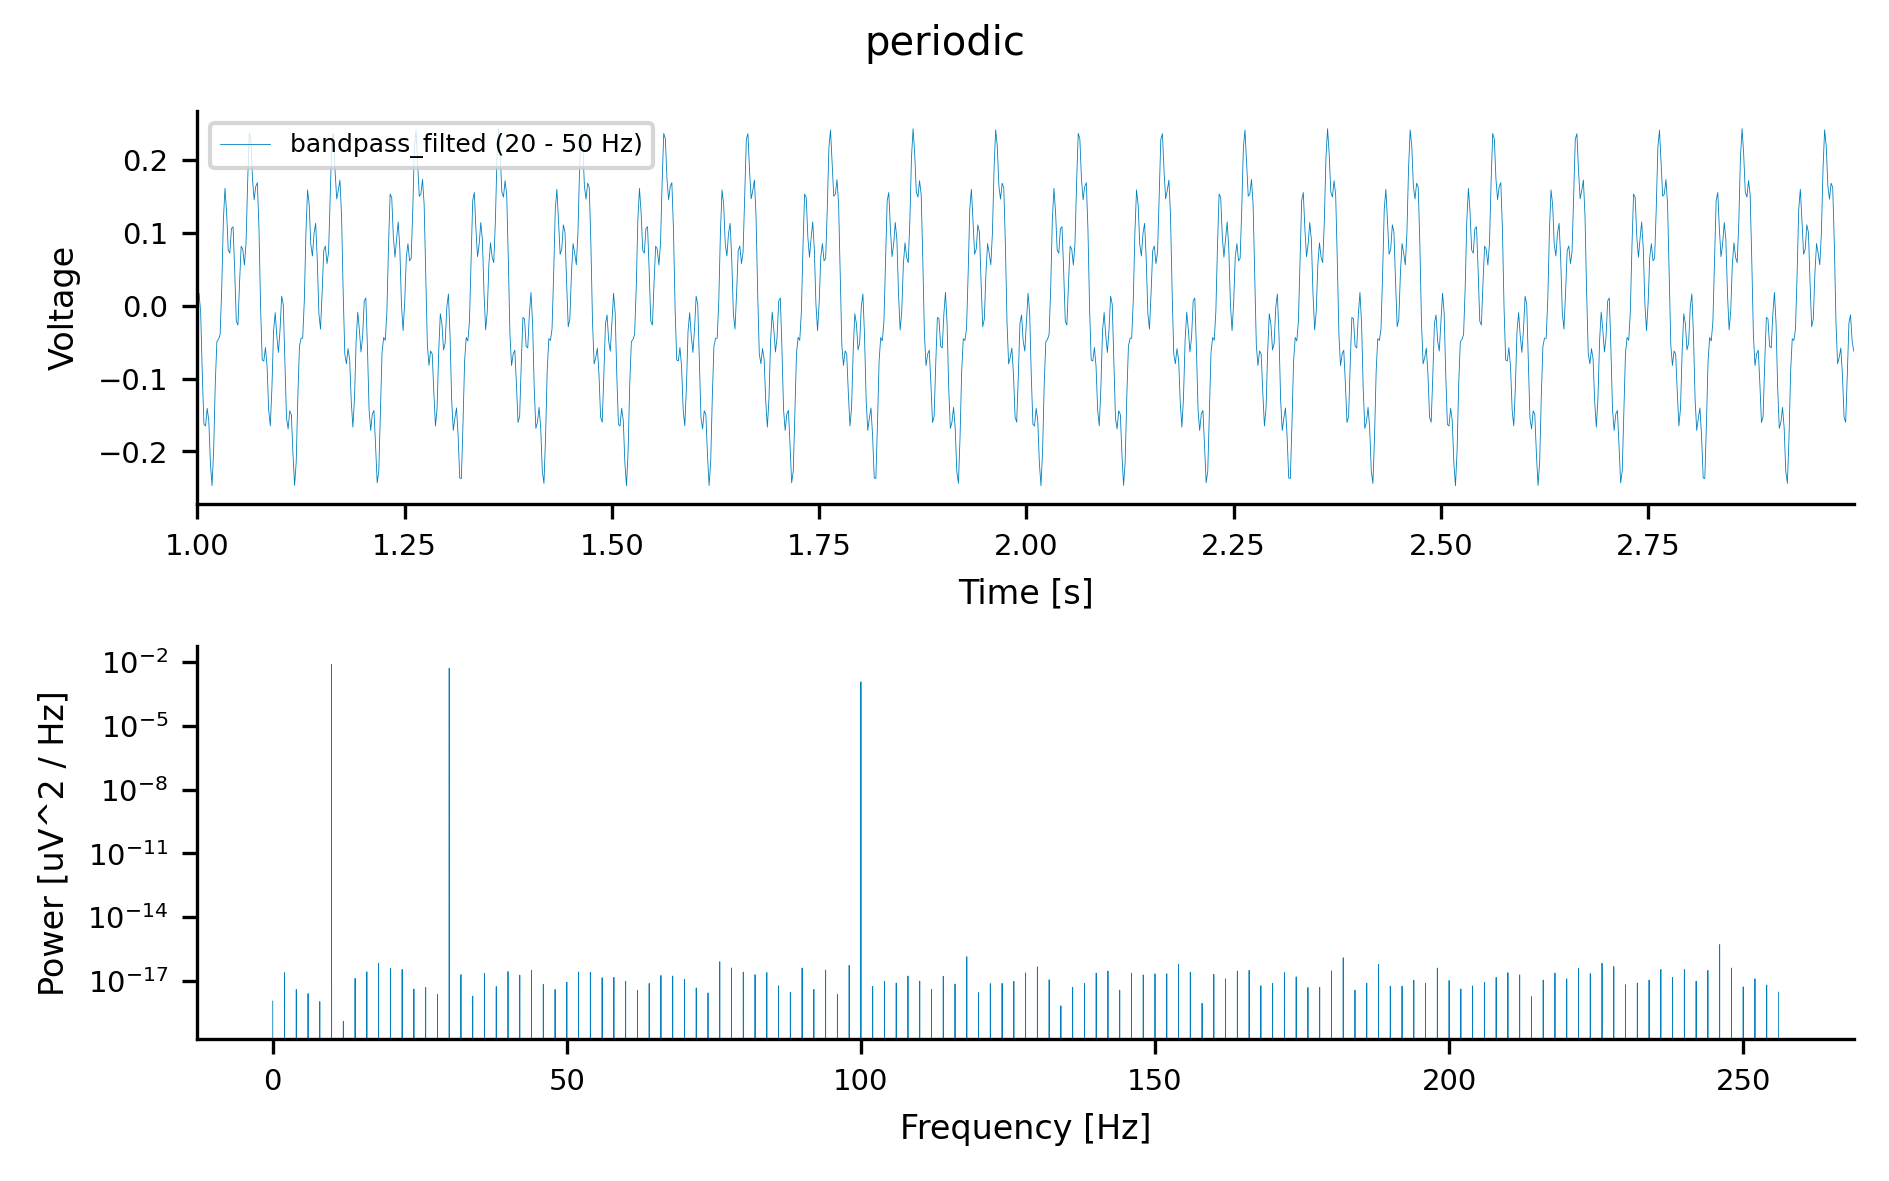 periodic
bandpass_filted (20 - 50 Hz)
Voltage
0.2
0.1
0.0
−0.1
−0.2
1.00 1.25 1.50 1.75 2.00 2.25 2.50 2.75
Time [s]
Power [uV^2 / Hz]
10⁻²
10⁻⁵
10⁻⁸
10⁻¹¹
10⁻¹⁴
10⁻¹⁷
0 50 100 150 200 250
Frequency [Hz]